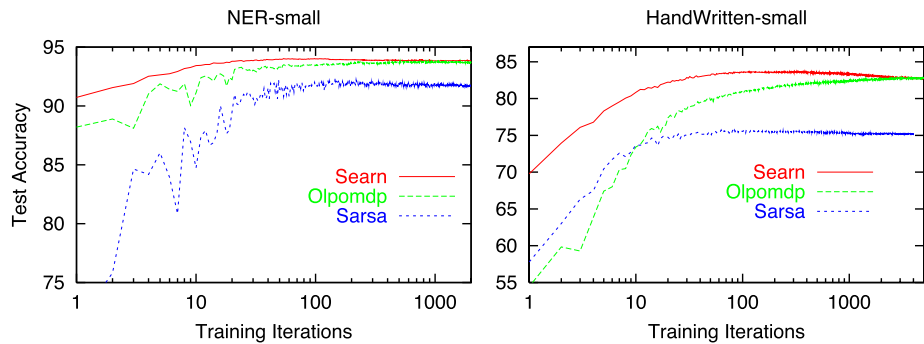 NER-small
Test Accuracy
95
90
85
80
75
Searn
Olpomdp
Sarsa
1 10 100 1000
Training Iterations
HandWritten-small
85
80
75
70
65
60
55
Searn
Olpomdp
Sarsa
1 10 100 1000
Training Iterations